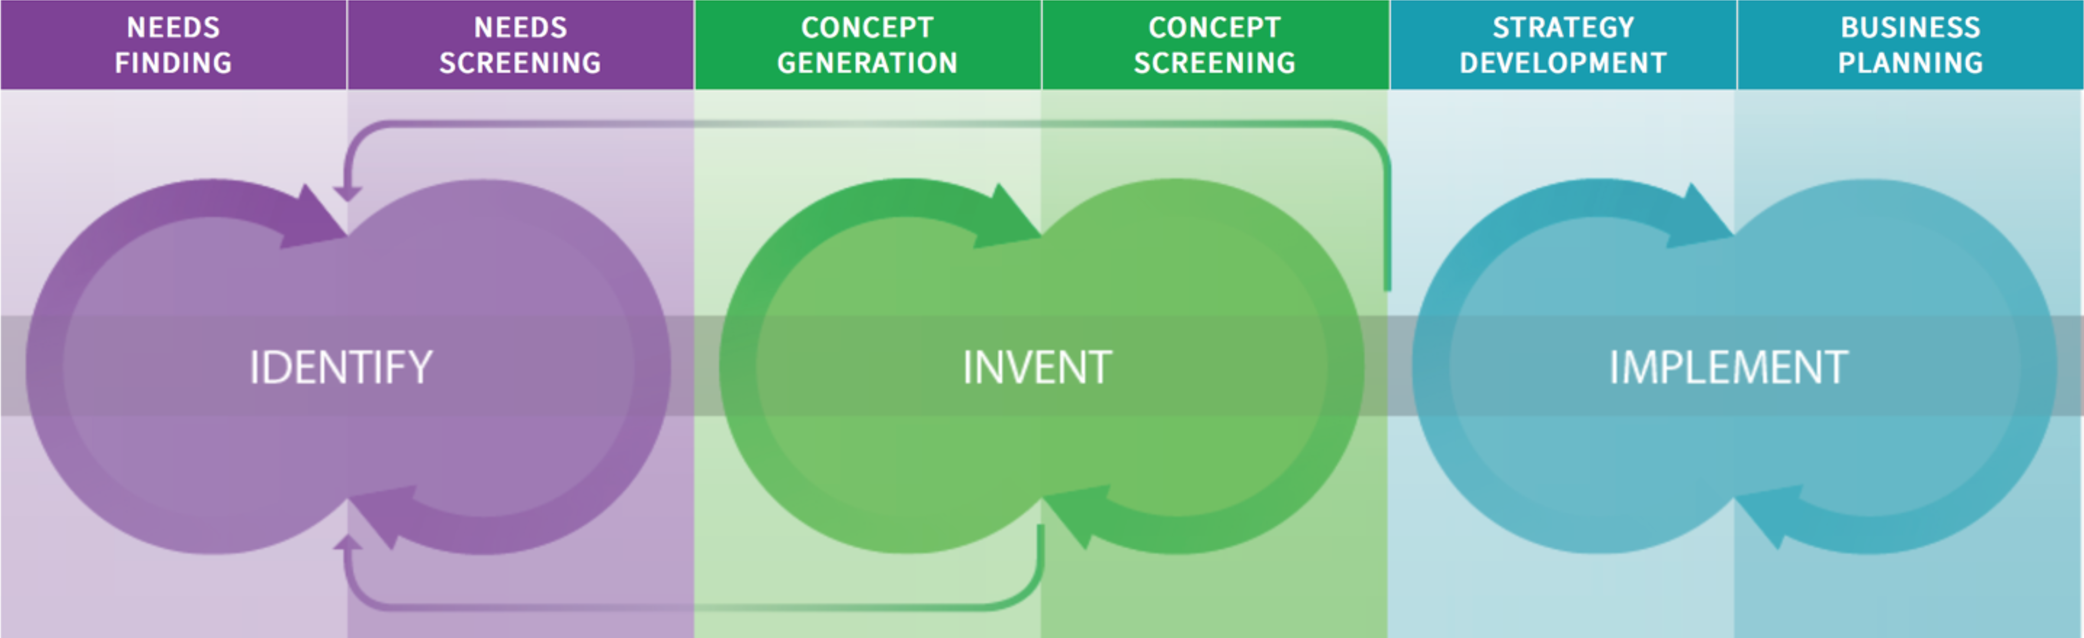 NEEDS
FINDING
NEEDS
SCREENING
CONCEPT
GENERATION
CONCEPT
SCREENING
STRATEGY
DEVELOPMENT
BUSINESS
PLANNING
IDENTIFY
INVENT
IMPLEMENT